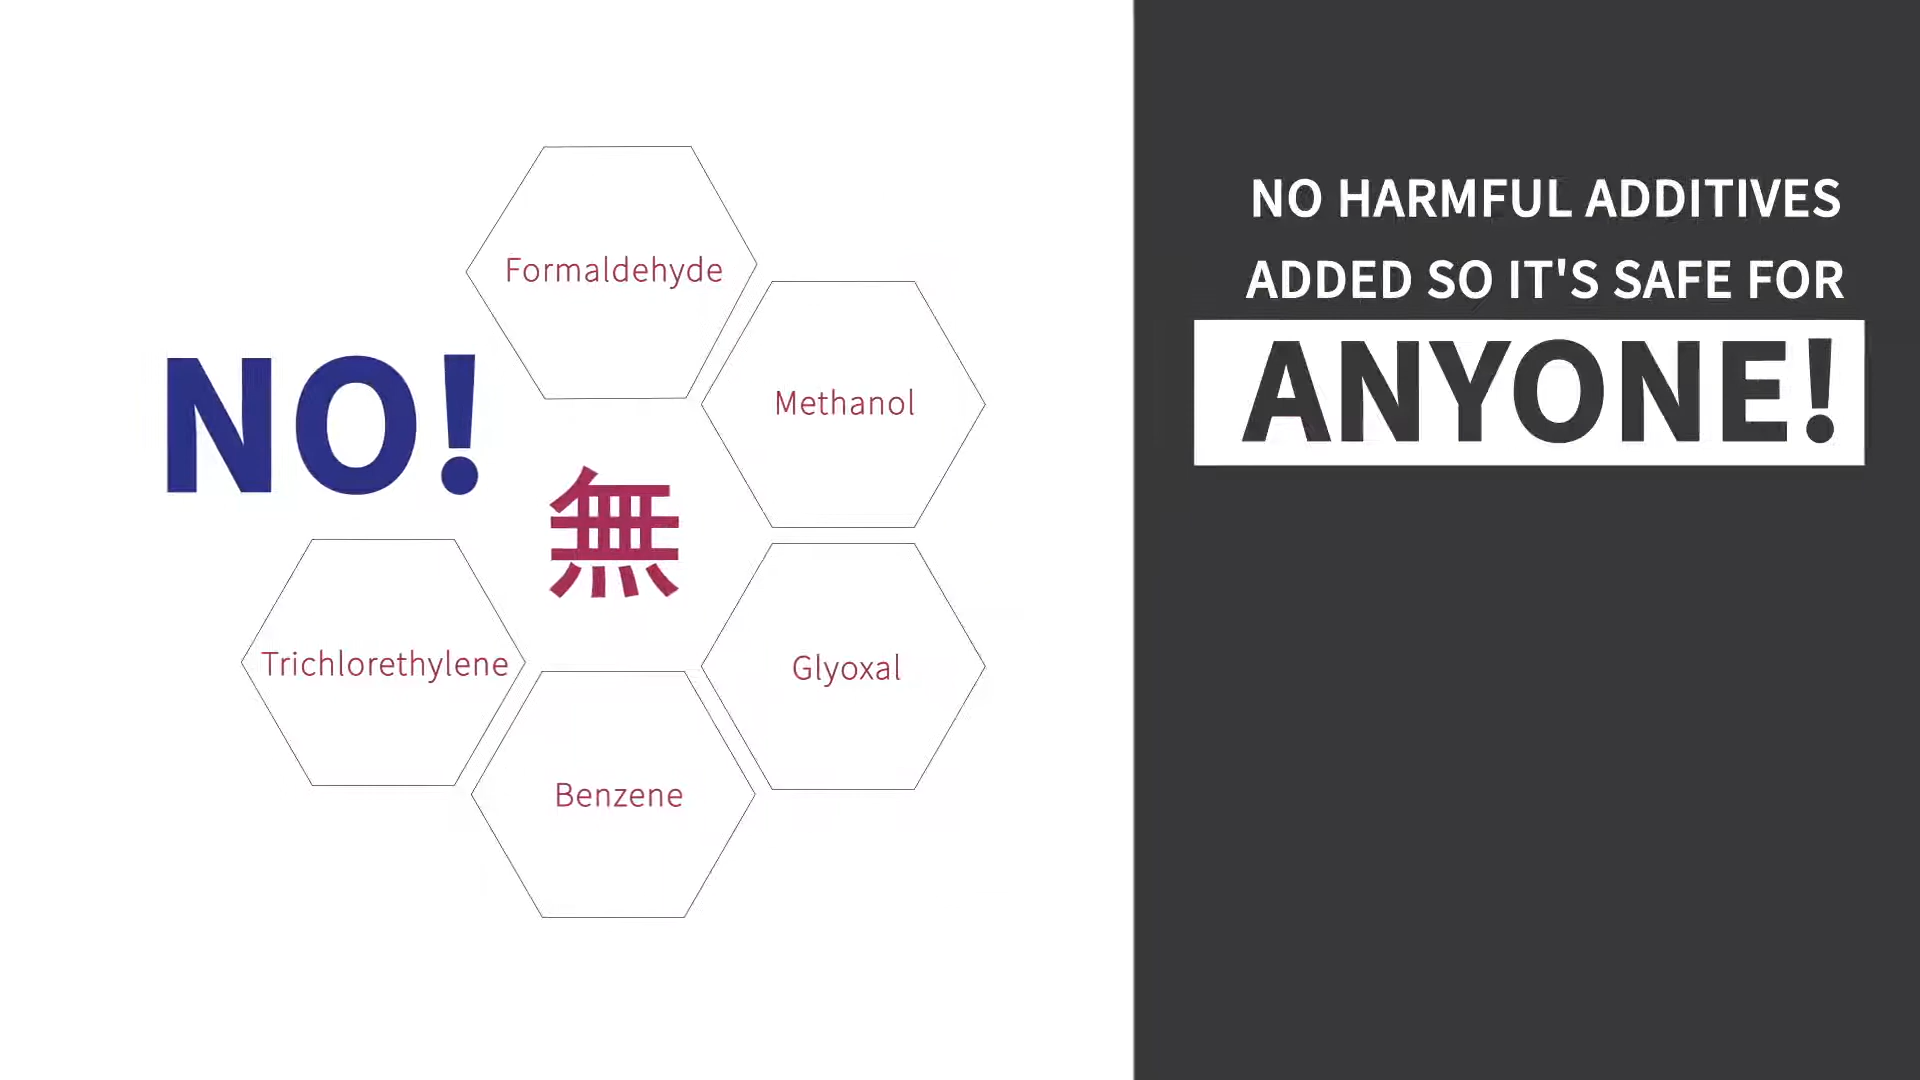 NO!
無
Formaldehyde
Methanol
Glyoxal
Benzene
Trichlorethylene
NO HARMFUL ADDITIVES
ADDED SO IT'S SAFE FOR
ANYONE!